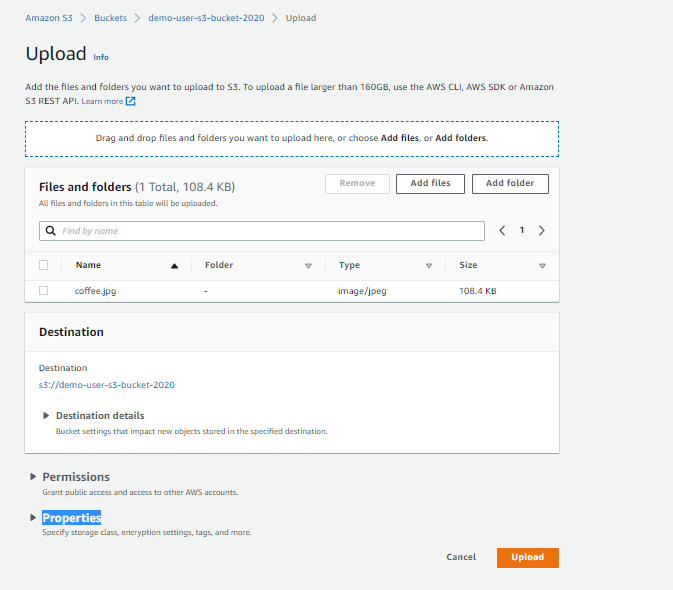 Amazon S3 > Buckets > demo-user-s3-bucket-2020 > Upload
Upload Info
Add the files and folders you want to upload to S3. To upload a file larger than 160GB, use the AWS CLI, AWS SDK or Amazon
S3 REST API. Learn more
Drag and drop files and folders you want to upload here, or choose Add files, or Add folders.
Files and folders (1 Total, 108.4 KB)
Remove Add files Add folder
All files and folders in this table will be uploaded.
Find by name
1
Name Folder Type Size
coffee.jpg - image/jpeg 108.4 KB
Destination
Destination
s3://demo-user-s3-bucket-2020
Destination details
Bucket settings that impact new objects stored in the specified destination.
Permissions
Grant public access and access to other AWS accounts.
Properties
Specify storage class, encryption settings, tags, and more.
Cancel Upload